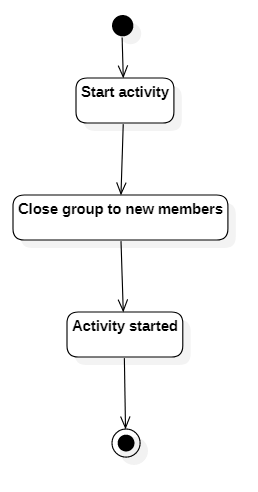 Start activity
Close group to new members
Activity started